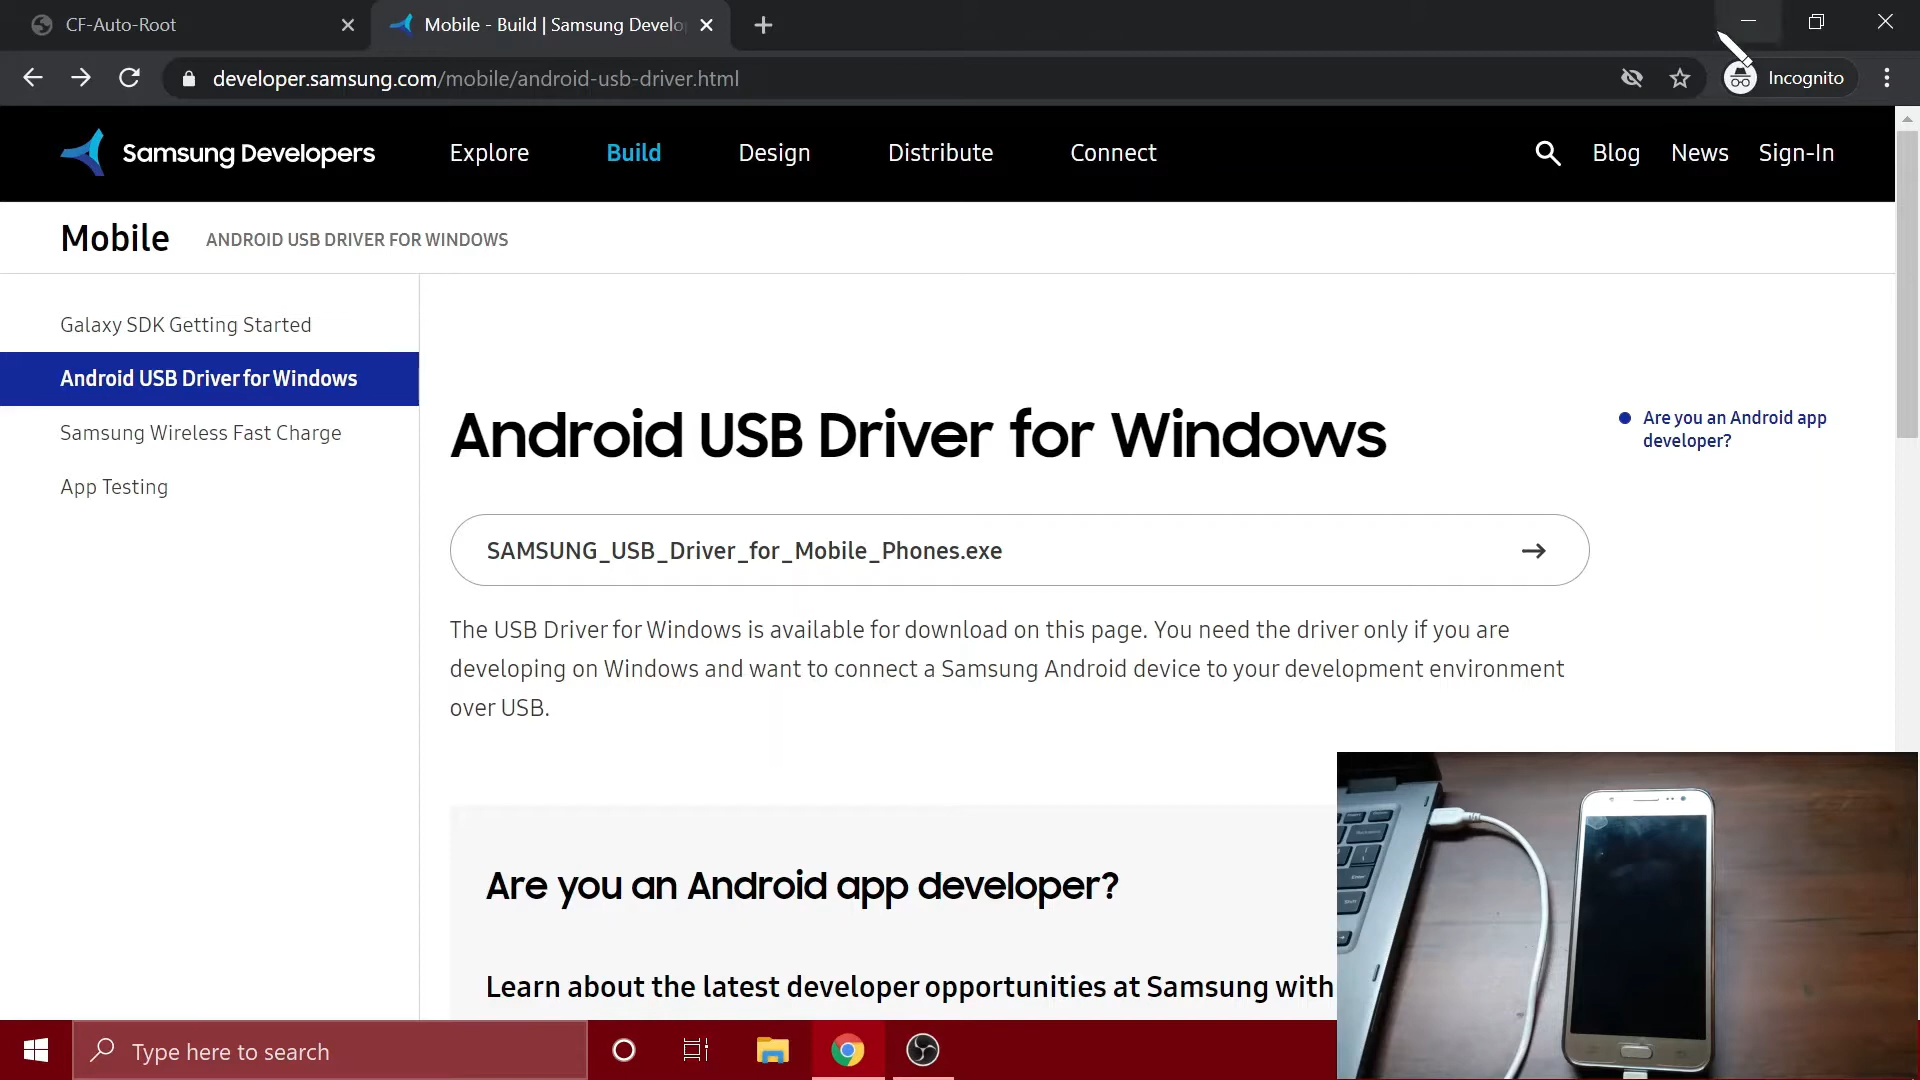 CF-Auto-Root
Mobile - Build | Samsung Develo
developer.samsung.com/mobile/android-usb-driver.html
Incognito
Samsung Developers
Explore
Build
Design
Distribute
Connect
Blog
News
Sign-In
Mobile
ANDROID USB DRIVER FOR WINDOWS
Galaxy SDK Getting Started
Android USB Driver for Windows
Samsung Wireless Fast Charge
App Testing
Android USB Driver for Windows
Are you an Android app
developer?
SAMSUNG_USB_Driver_for_Mobile_Phones.exe
The USB Driver for Windows is available for download on this page. You need the driver only if you are
developing on Windows and want to connect a Samsung Android device to your development environment
over USB.
Are you an Android app developer?
Learn about the latest developer opportunities at Samsung with
Type here to search